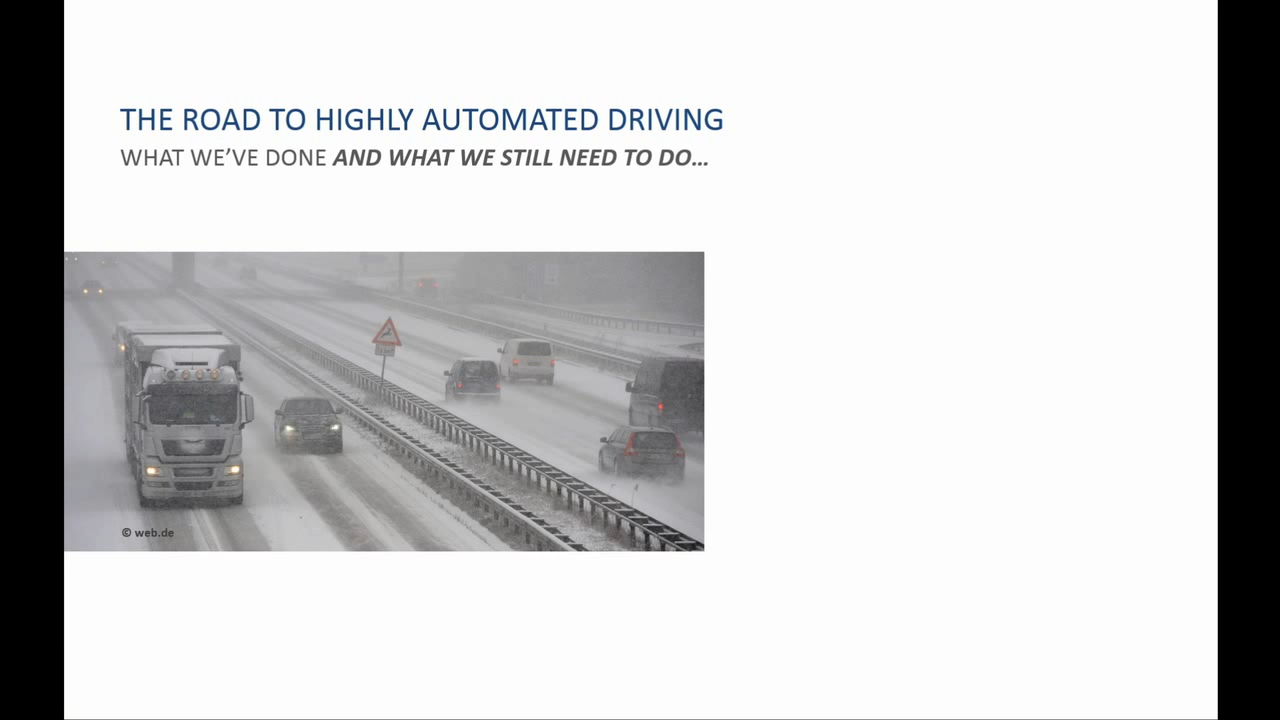 THE ROAD TO HIGHLY AUTOMATED DRIVING
WHAT WE’VE DONE AND WHAT WE STILL NEED TO DO...
© web.de